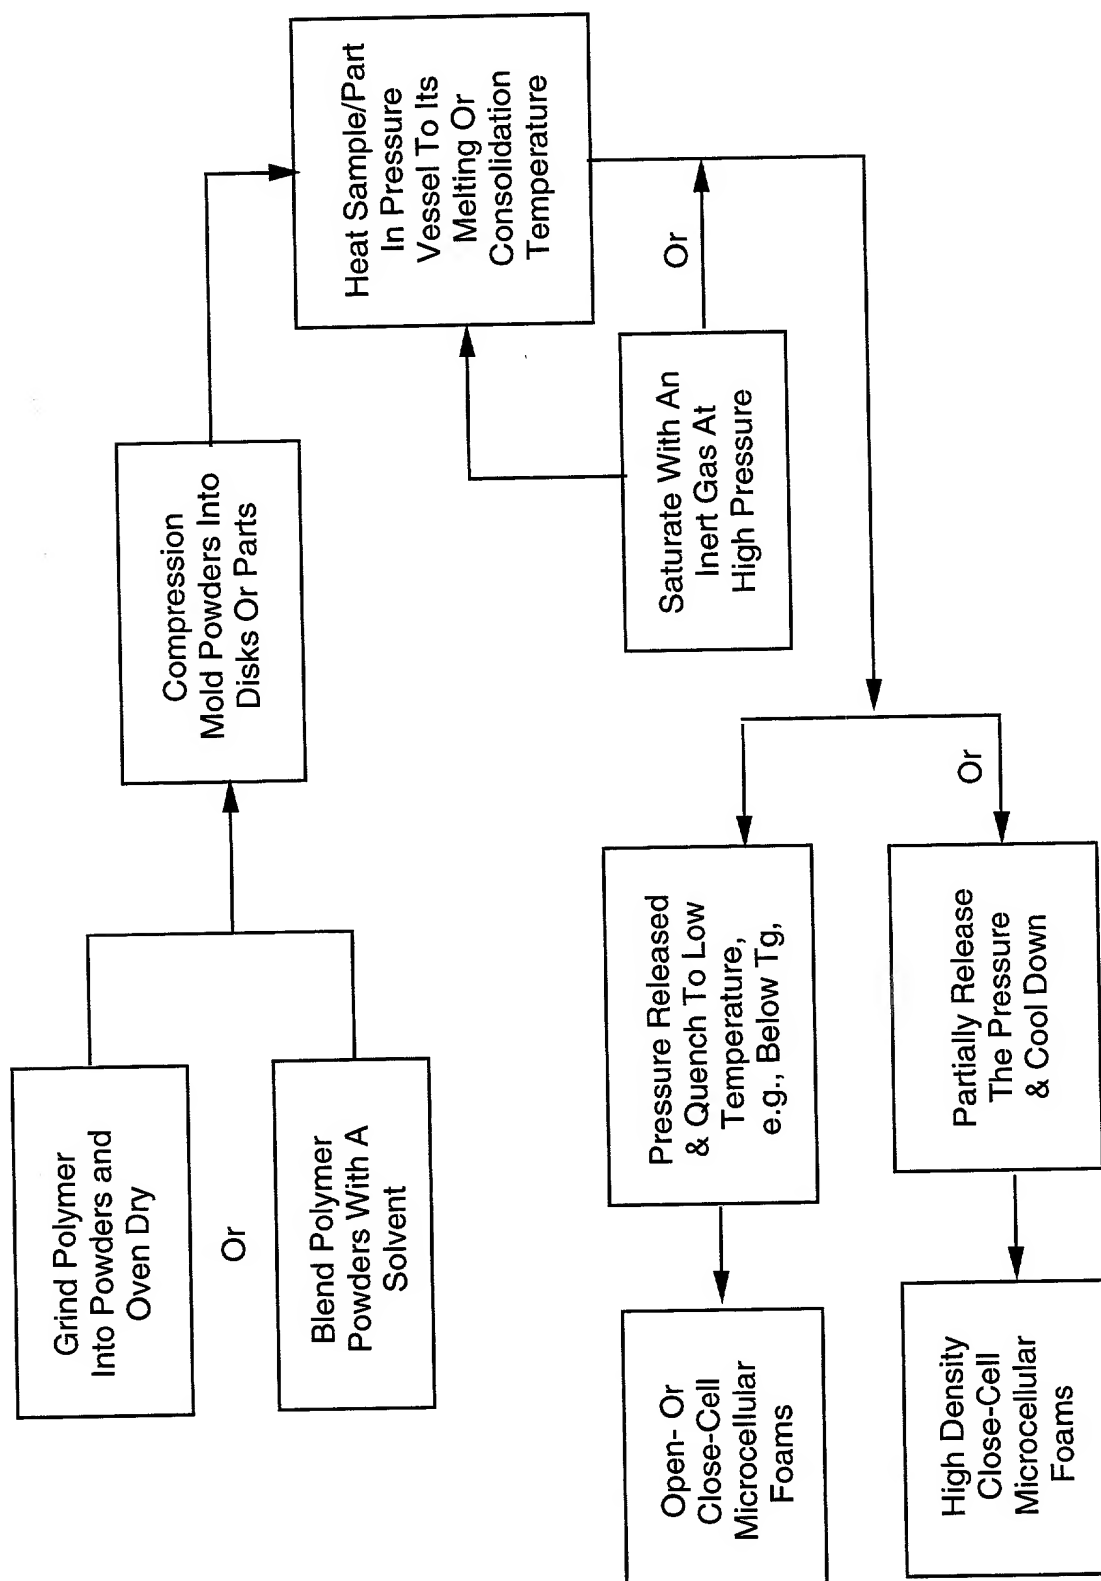 Grind Polymer
Into Powders and
Oven Dry
Or
Blend Polymer
Powders With A
Solvent
Compression
Mold Powders Into
Disks Or Parts
Heat Sample/Part
In Pressure
Vessel To Its
Melting Or
Consolidation
Temperature
Saturate With An
Inert Gas At
High Pressure
Or
Pressure Released
& Quench To Low
Temperature,
e.g., Below Tg,
Or
Partially Release
The Pressure
& Cool Down
Open- Or
Close-Cell
Microcellular
Foams
High Density
Close-Cell
Microcellular
Foams